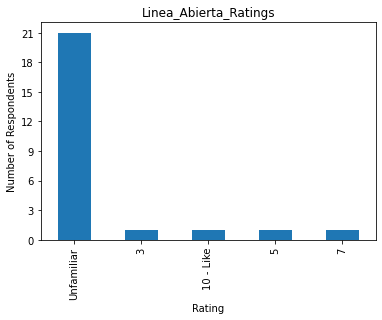 Linea_Abierta_Ratings
Number of Respondents
21
18
15
12
9
6
3
0
Unfamiliar
3
10 - Like
5
7
Rating